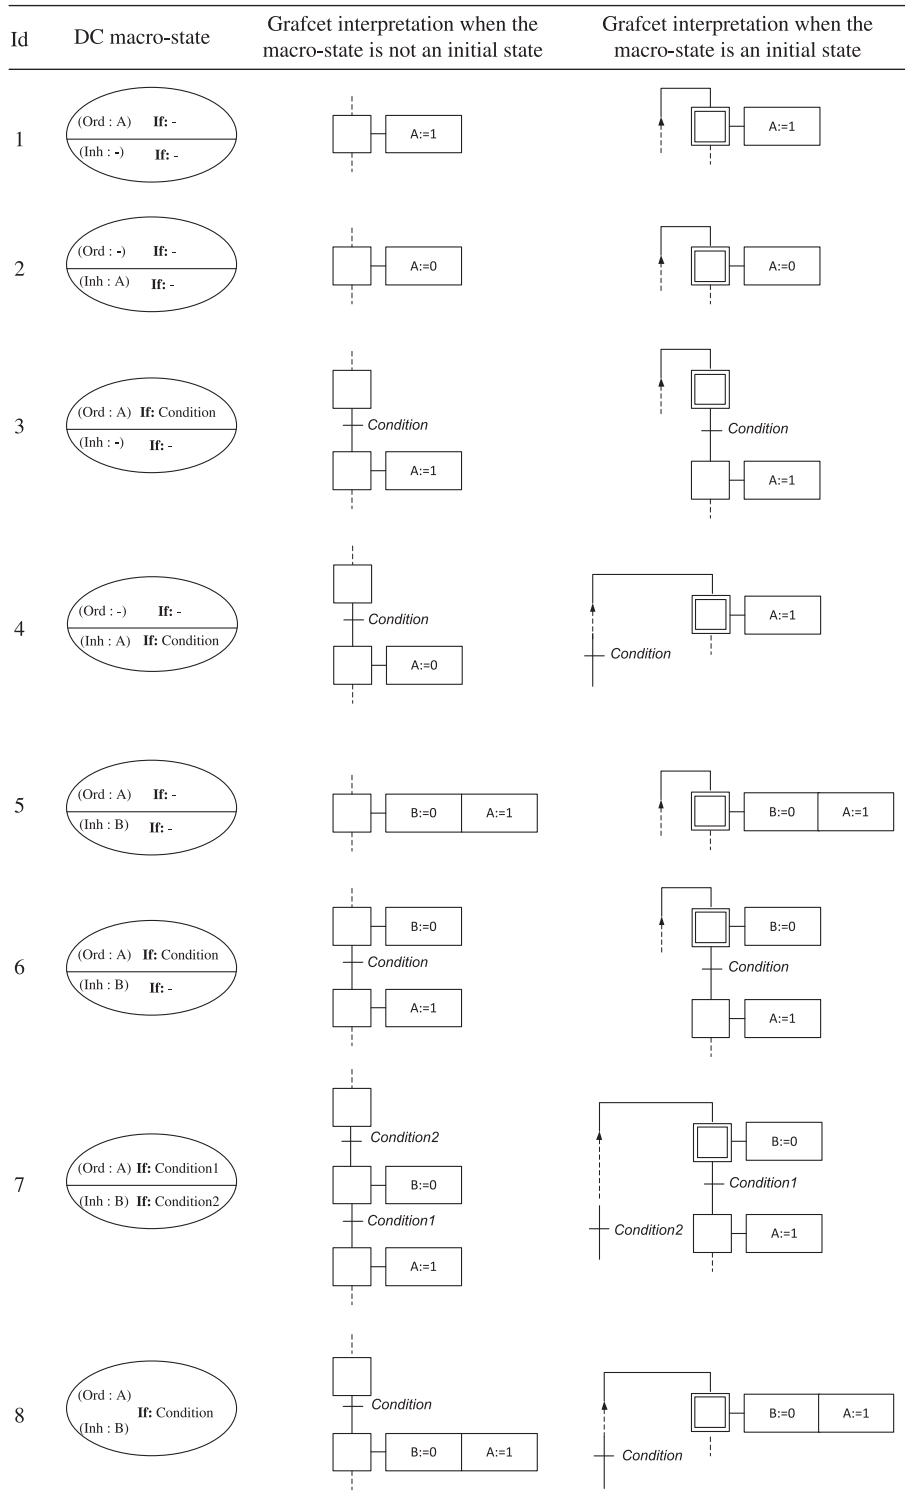 Id
DC macro-state
Grafcet interpretation when the
macro-state is not an initial state
Grafcet interpretation when the
macro-state is an initial state
1
(Ord : A) If: -
(Inh : -) If: -
A:=1
A:=1
2
(Ord : -) If: -
(Inh : A) If: -
A:=0
A:=0
3
(Ord : A) If: Condition
(Inh : -) If: -
Condition
A:=1
Condition
A:=1
4
(Ord : -) If: -
(Inh : A) If: Condition
Condition
A:=0
A:=1
Condition
5
(Ord : A) If: -
(Inh : B) If: -
B:=0 A:=1
B:=0 A:=1
6
(Ord : A) If: Condition
(Inh : B) If: -
B:=0
Condition
A:=1
B:=0
Condition
A:=1
7
(Ord : A) If: Condition1
(Inh : B) If: Condition2
Condition2
B:=0
Condition1
A:=1
B:=0
Condition1
Condition2
A:=1
8
(Ord : A)
If: Condition
(Inh : B)
Condition
B:=0 A:=1
B:=0 A:=1
Condition